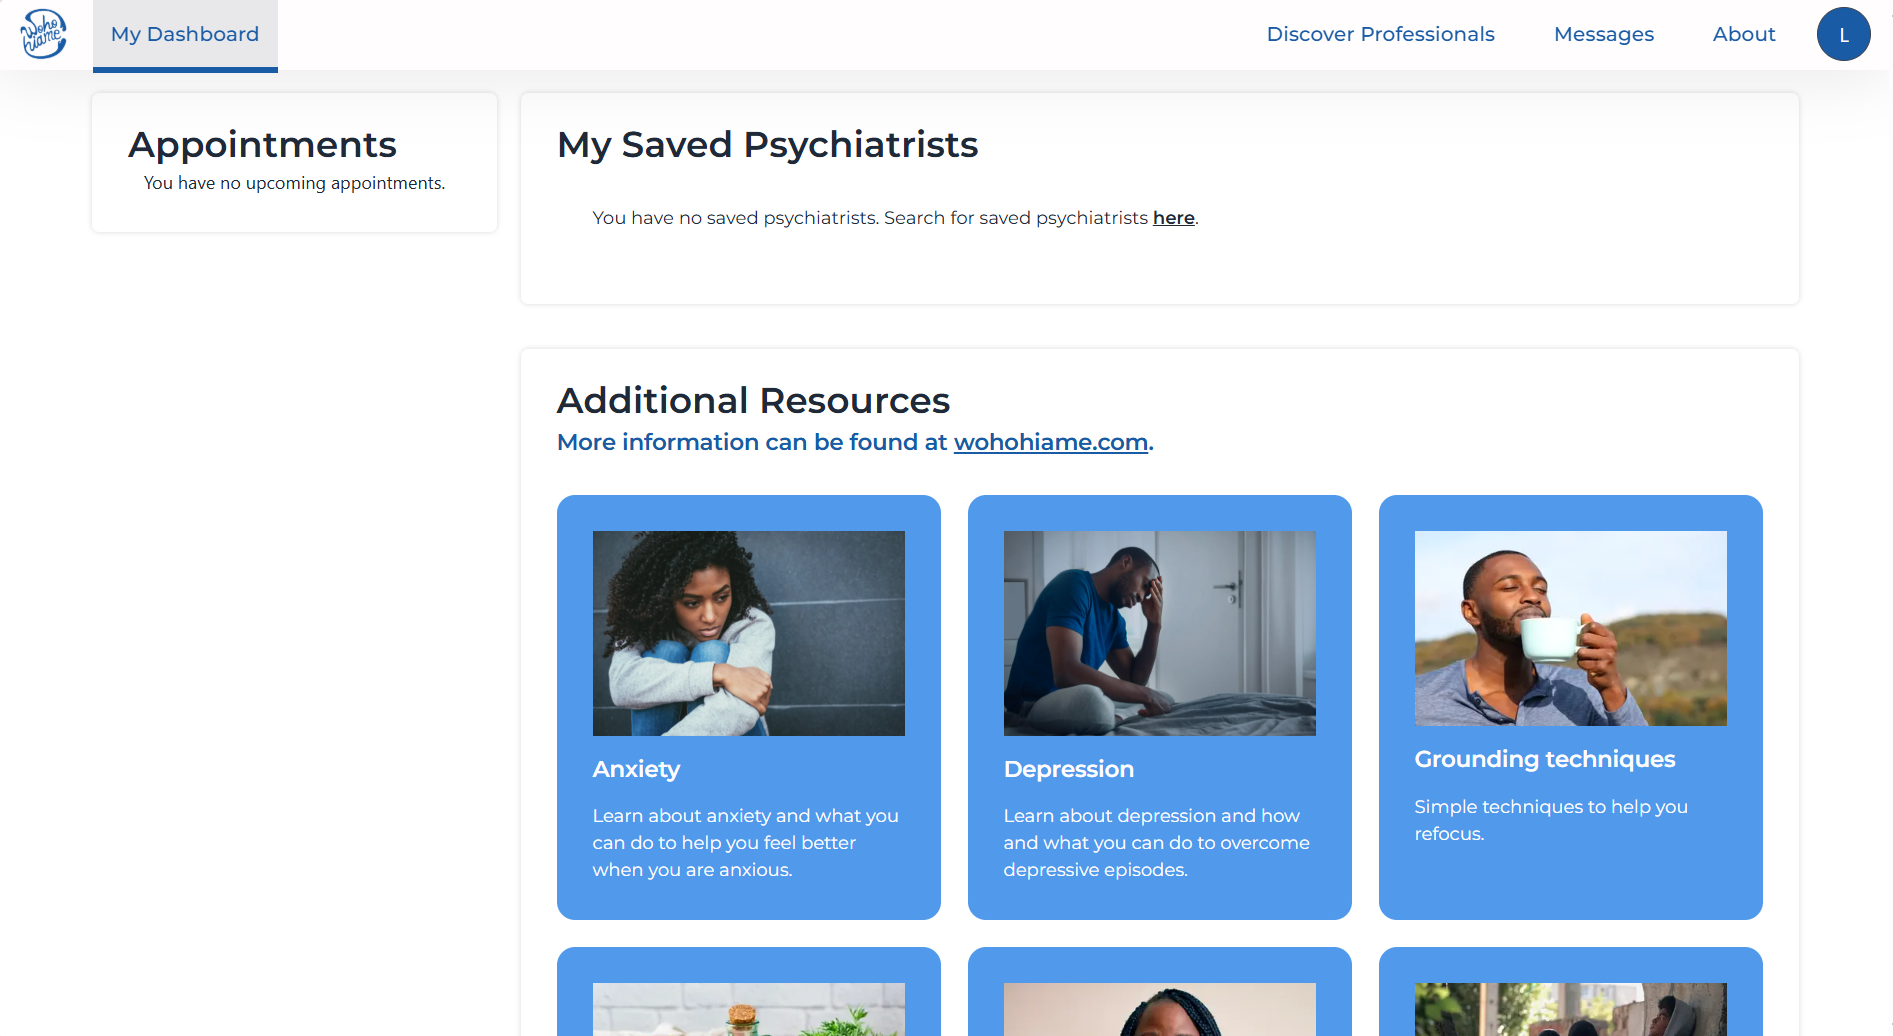 Woho
hiame
My Dashboard
Discover Professionals
Messages
About
L
Appointments
You have no upcoming appointments.
My Saved Psychiatrists
You have no saved psychiatrists. Search for saved psychiatrists here.
Additional Resources
More information can be found at wohohiame.com.
Anxiety
Learn about anxiety and what you
can do to help you feel better
when you are anxious.
Depression
Learn about depression and how
and what you can do to overcome
depressive episodes.
Grounding techniques
Simple techniques to help you
refocus.